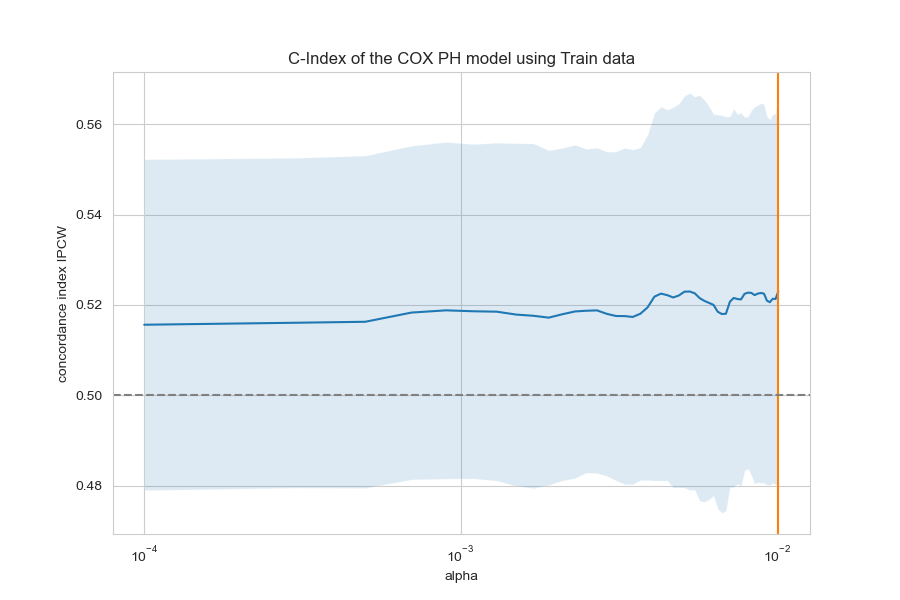 C-Index of the COX PH model using Train data
concordance index IPCW
0.56
0.54
0.52
0.50
0.48
10⁻⁴
10⁻³
10⁻²
alpha